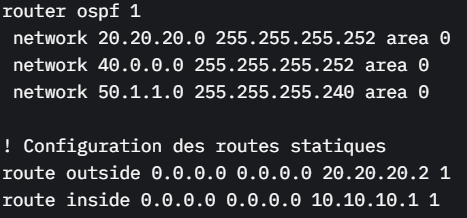 router ospf 1
 network 20.20.20.0 255.255.255.252 area 0
 network 40.0.0.0 255.255.255.252 area 0
 network 50.1.1.0 255.255.255.240 area 0

! Configuration des routes statiques
route outside 0.0.0.0 0.0.0.0 20.20.20.2 1
route inside 0.0.0.0 0.0.0.0 10.10.10.1 1